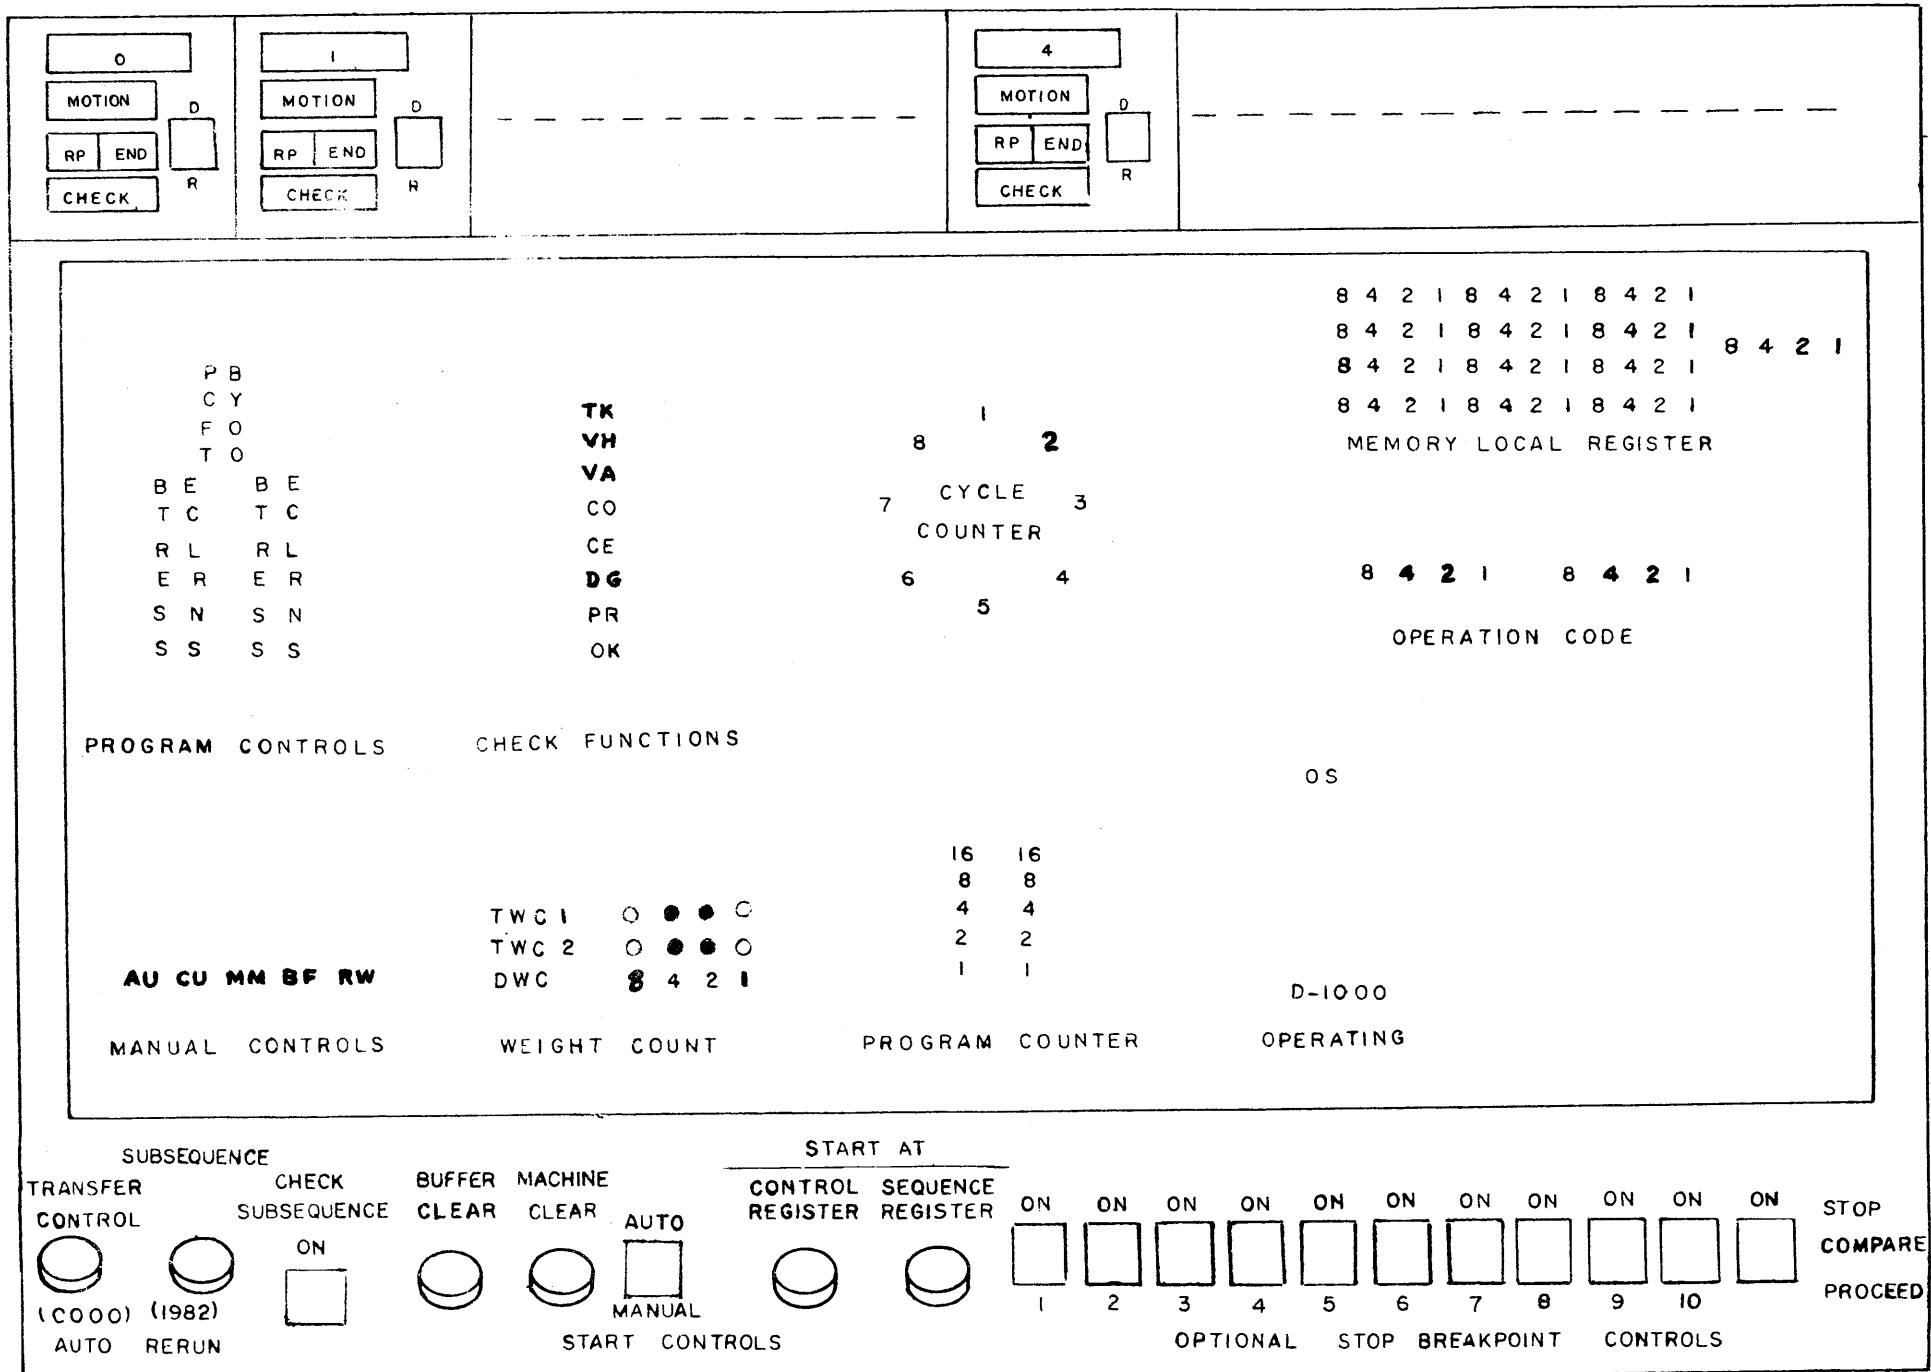 0
MOTION
D
RP END
R
CHECK
1
MOTION
D
RP END
R
CHECK
4
MOTION
D
RP END
R
CHECK
P B
C Y
F O
T O
B E B E
T C T C
R L R L
E R E R
S N S N
S S S S
PROGRAM CONTROLS
TK
VH
VA
CO
CE
DG
PR
OK
CHECK FUNCTIONS
1
8 2
7 CYCLE 3
COUNTER
6 4
5
8 4 2 1 8 4 2 1 8 4 2 1
8 4 2 1 8 4 2 1 8 4 2 1
8 4 2 1
8 4 2 1 8 4 2 1 8 4 2 1
8 4 2 1 8 4 2 1 8 4 2 1
MEMORY LOCAL REGISTER
8 4 2 1 8 4 2 1
OPERATION CODE
OS
AU CU MM BF RW
MANUAL CONTROLS
TWC 1
TWC 2
DWC 8 4 2 1
WEIGHT COUNT
16 16
8 8
4 4
2 2
1 1
PROGRAM COUNTER
D-1000
OPERATING
SUBSEQUENCE
TRANSFER
CONTROL
(C000) (1982)
AUTO RERUN
CHECK
SUBSEQUENCE
ON
BUFFER
CLEAR
MACHINE
CLEAR
AUTO
MANUAL
START CONTROLS
START AT
CONTROL
REGISTER
SEQUENCE
REGISTER
ON ON ON ON ON ON ON ON ON ON ON
STOP
COMPARE
PROCEED
1 2 3 4 5 6 7 8 9 10
OPTIONAL STOP BREAKPOINT CONTROLS